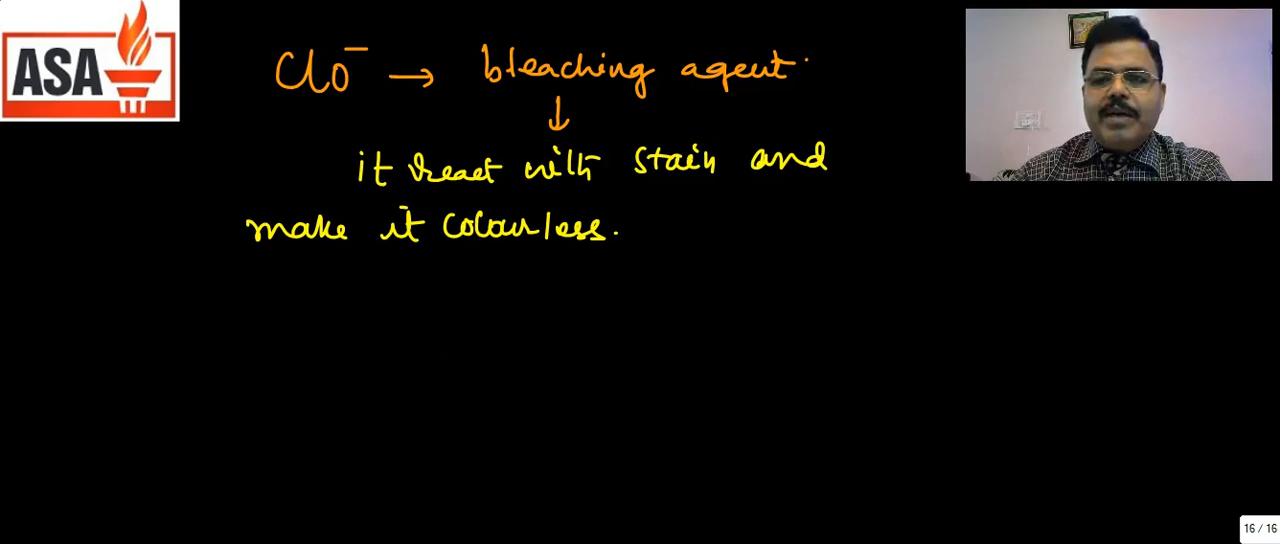 ASA
ClO⁻ → bleaching agent
↓
it react with stain and
make it colourless.
16 / 16